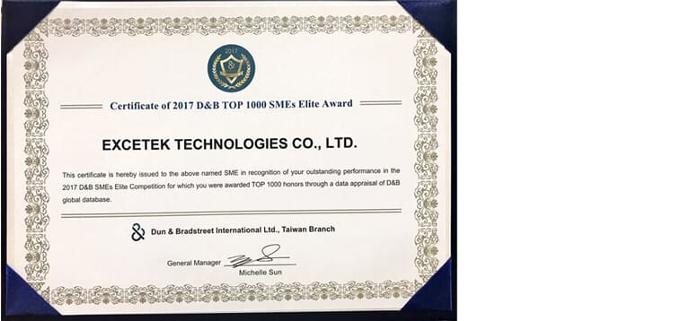 2017
&
Certificate of 2017 D&B TOP 1000 SMEs Elite Award
EXCETEK TECHNOLOGIES CO., LTD.
This certificate is hereby issued to the above named SME in recognition of your outstanding performance in the
2017 D&B SMEs Elite Competition for which you were awarded TOP 1000 honors through a data appraisal of D&B
global database.
& Dun & Bradstreet International Ltd., Taiwan Branch
General Manager
Michelle Sun